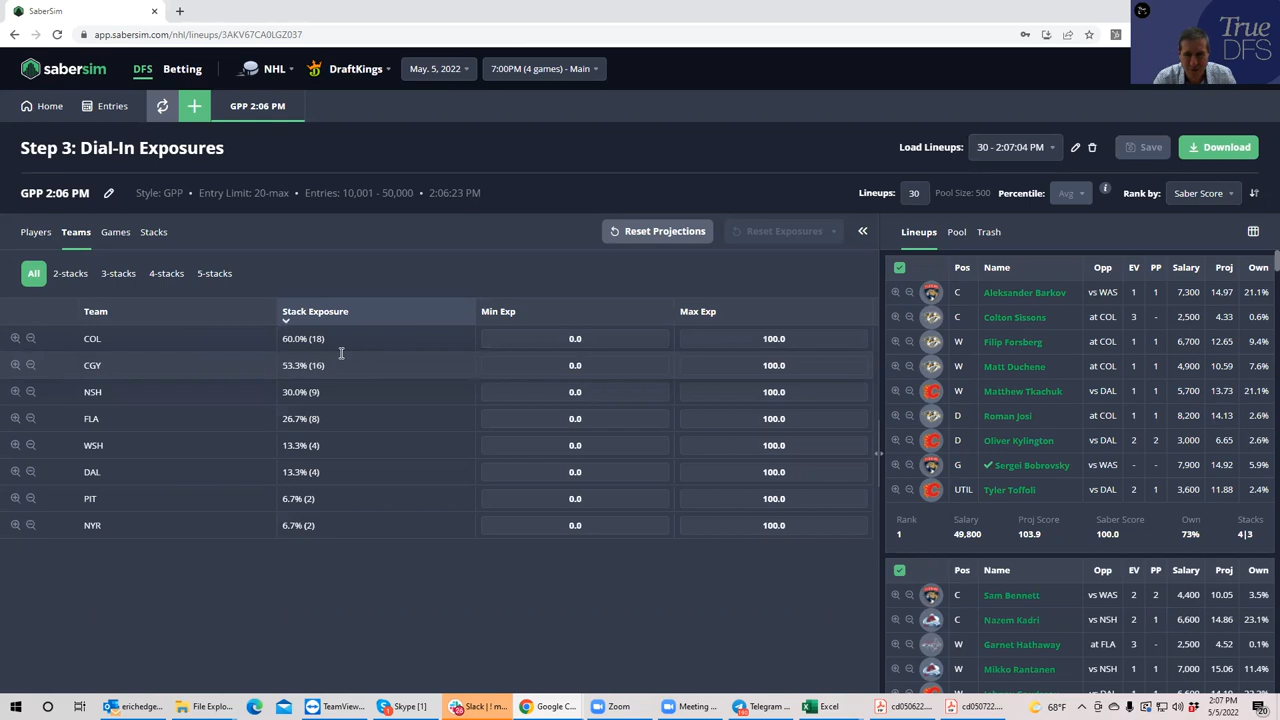 SaberSim
app.sabersim.com/nhl/lineups/3AKV67CA0LGZ037
True
DFS
sabersim DFS Betting NHL DraftKings May. 5, 2022 7:00PM (4 games) - Main
Home Entries GPP 2:06 PM
Step 3: Dial-In Exposures Load Lineups: 30 - 2:07:04 PM Save Download
GPP 2:06 PM Style: GPP • Entry Limit: 20-max • Entries: 10,001 - 50,000 • 2:06:23 PM Lineups: 30 Pool Size: 500 Percentile: Avg i Rank by: Saber Score
Players Teams Games Stacks Reset Projections Reset Exposures Lineups Pool Trash
All 2-stacks 3-stacks 4-stacks 5-stacks
Team Stack Exposure Min Exp Max Exp
COL 60.0% (18) 0.0 100.0
CGY 53.3% (16) 0.0 100.0
NSH 30.0% (9) 0.0 100.0
FLA 26.7% (8) 0.0 100.0
WSH 13.3% (4) 0.0 100.0
DAL 13.3% (4) 0.0 100.0
PIT 6.7% (2) 0.0 100.0
NYR 6.7% (2) 0.0 100.0
Pos Name Opp EV PP Salary Proj Own
C Aleksander Barkov vs WAS 1 1 7,300 14.97 21.1%
C Colton Sissons at COL 3 - 2,500 4.33 0.6%
W Filip Forsberg at COL 1 1 6,700 12.65 9.4%
W Matt Duchene at COL 1 1 4,900 10.59 7.6%
W Matthew Tkachuk vs DAL 1 1 5,700 13.73 21.1%
D Roman Josi at COL 1 1 8,200 14.13 2.6%
D Oliver Kylington vs DAL 2 2 3,000 6.65 2.6%
G Sergei Bobrovsky vs WAS - - 7,900 14.92 5.9%
UTIL Tyler Toffoli vs DAL 2 1 3,600 11.88 2.4%
Rank Salary Proj Score Saber Score Own Stacks
1 49,800 103.9 100.0 73% 4|3
Pos Name Opp EV PP Salary Proj Own
C Sam Bennett vs WAS 2 2 4,400 10.05 3.5%
C Nazem Kadri vs NSH 2 1 6,600 14.86 23.1%
W Garnet Hathaway at FLA 3 - 2,500 4.52 0.1%
W Mikko Rantanen vs NSH 1 1 7,000 15.06 11.4%
erichedge... File Explo... TeamView... Skype [1] Slack | ! m... Google C... Zoom Meeting ... Telegram ... Excel cd050622... cd050722... 68°F 2:07 PM
5/5/2022
20